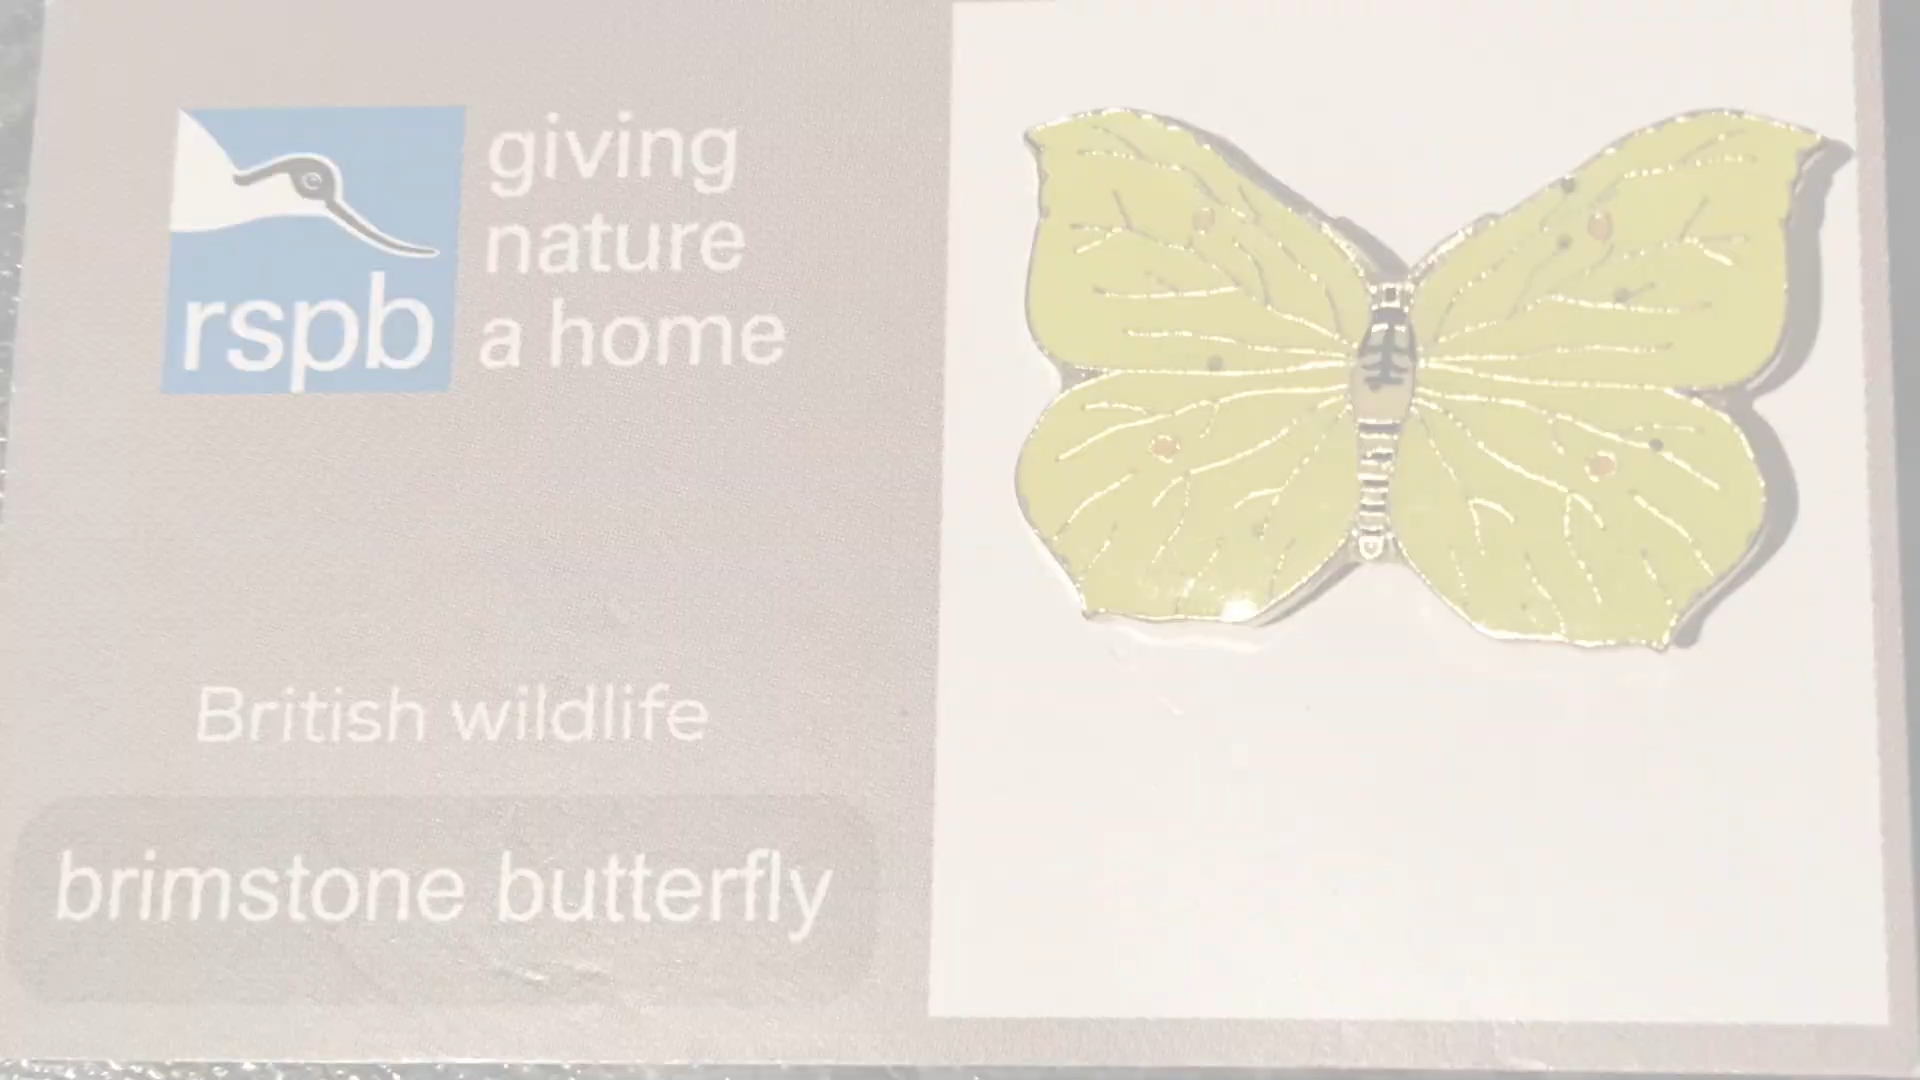 giving
nature
a home
rspb
British wildlife
brimstone butterfly